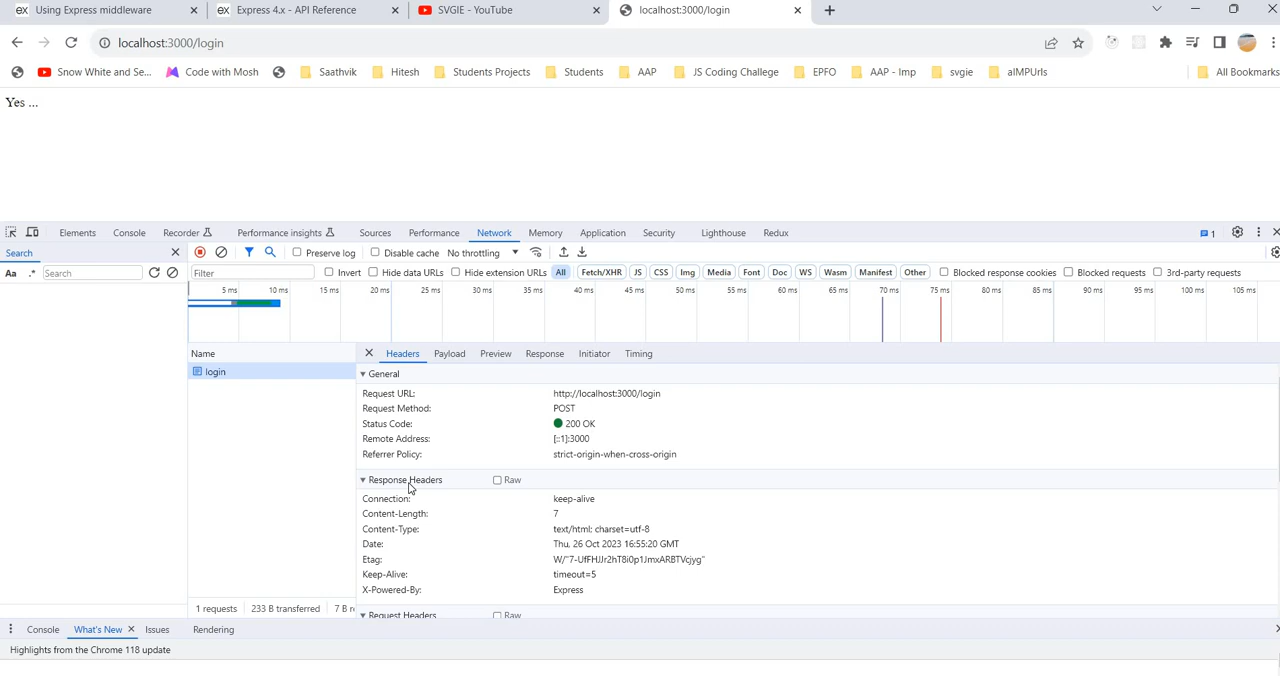 Using Express middleware
Express 4.x - API Reference
SVGIE - YouTube
localhost:3000/login
localhost:3000/login
Snow White and Se...
Code with Mosh
Saathvik
Hitesh
Students Projects
Students
AAP
JS Coding Challege
EPFO
AAP - Imp
svgie
aIMPUrls
All Bookmarks
Yes ...
Elements
Console
Recorder
Performance insights
Sources
Performance
Network
Memory
Application
Security
Lighthouse
Redux
1
Search
Preserve log
Disable cache
No throttling
Aa
.*
Search
Filter
Invert
Hide data URLs
Hide extension URLs
All
Fetch/XHR
JS
CSS
Img
Media
Font
Doc
WS
Wasm
Manifest
Other
Blocked response cookies
Blocked requests
3rd-party requests
5 ms
10 ms
15 ms
20 ms
25 ms
30 ms
35 ms
40 ms
45 ms
50 ms
55 ms
60 ms
65 ms
70 ms
75 ms
80 ms
85 ms
90 ms
95 ms
100 ms
105 ms
Name
Headers
Payload
Preview
Response
Initiator
Timing
login
General
Request URL: http://localhost:3000/login
Request Method: POST
Status Code: 200 OK
Remote Address: [::1]:3000
Referrer Policy: strict-origin-when-cross-origin
Response Headers
Raw
Connection: keep-alive
Content-Length: 7
Content-Type: text/html; charset=utf-8
Date: Thu, 26 Oct 2023 16:55:20 GMT
Etag:
Keep-Alive: timeout=5
X-Powered-By: Express
1 requests
233 B transferred
7 B r
Request Headers
Raw
Console
What's New
Issues
Rendering
Highlights from the Chrome 118 update